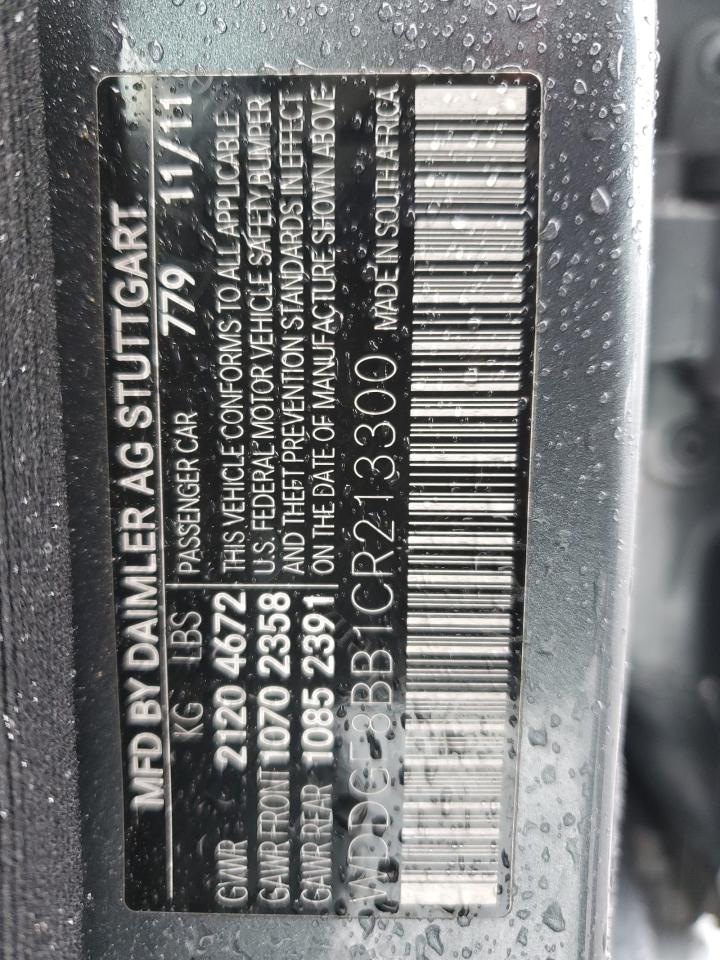 MFD BY DAIMLER AG STUTTGART
779 11/11
KG LBS PASSENGER CAR
GVWR 2120 4672 THIS VEHICLE CONFORMS TO ALL APPLICABLE
GAWR FRONT 1070 2358 U.S. FEDERAL MOTOR VEHICLE SAFETY,BUMPER
GAWR REAR 1085 2391 AND THEFT PREVENTION STANDARDS IN EFFECT
ON THE DATE OF MANUFACTURE SHOWN ABOVE
WDDGF8BB1CR213300 MADE IN SOUTH AFRICA